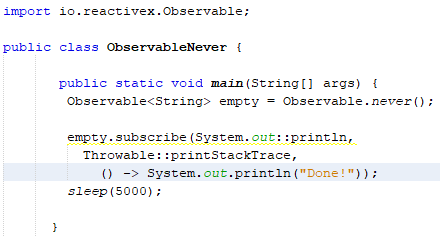 import io.reactivex.Observable;
public class ObservableNever {
public static void main(String[] args) {
Observable<String> empty = Observable.never();
empty.subscribe(System.out::println,
Throwable::printStackTrace,
() -> System.out.println("Done!"));
sleep(5000);
}